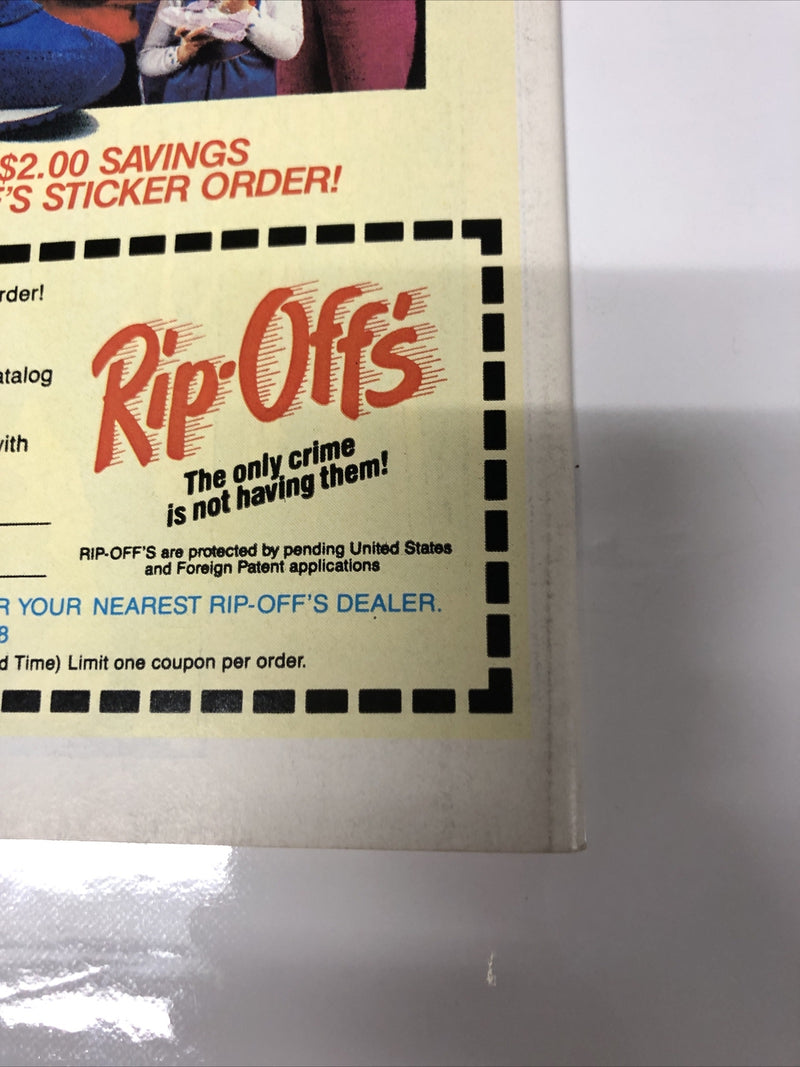 $2.00 SAVINGS
F'S STICKER ORDER!
rder!
atalog
with
Rip-Off's
The only crime
is not having them!
RIP-OFF'S are protected by pending United States
and Foreign Patent applications
R YOUR NEAREST RIP-OFF'S DEALER.
8
d Time) Limit one coupon per order.